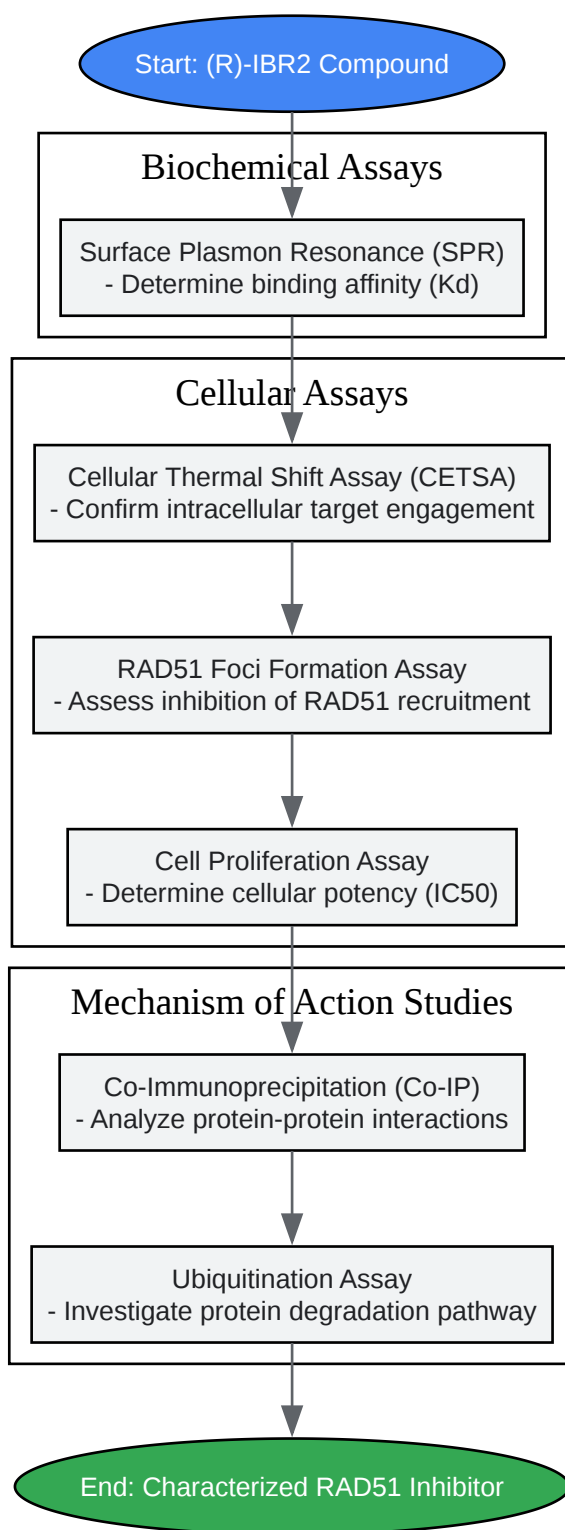 Start: (R)-IBR2 Compound
Biochemical Assays
Surface Plasmon Resonance (SPR)
- Determine binding affinity (Kd)
Cellular Assays
Cellular Thermal Shift Assay (CETSA)
- Confirm intracellular target engagement
RAD51 Foci Formation Assay
- Assess inhibition of RAD51 recruitment
Cell Proliferation Assay
- Determine cellular potency (IC50)
Mechanism of Action Studies
Co-Immunoprecipitation (Co-IP)
- Analyze protein-protein interactions
Ubiquitination Assay
- Investigate protein degradation pathway
End: Characterized RAD51 Inhibitor